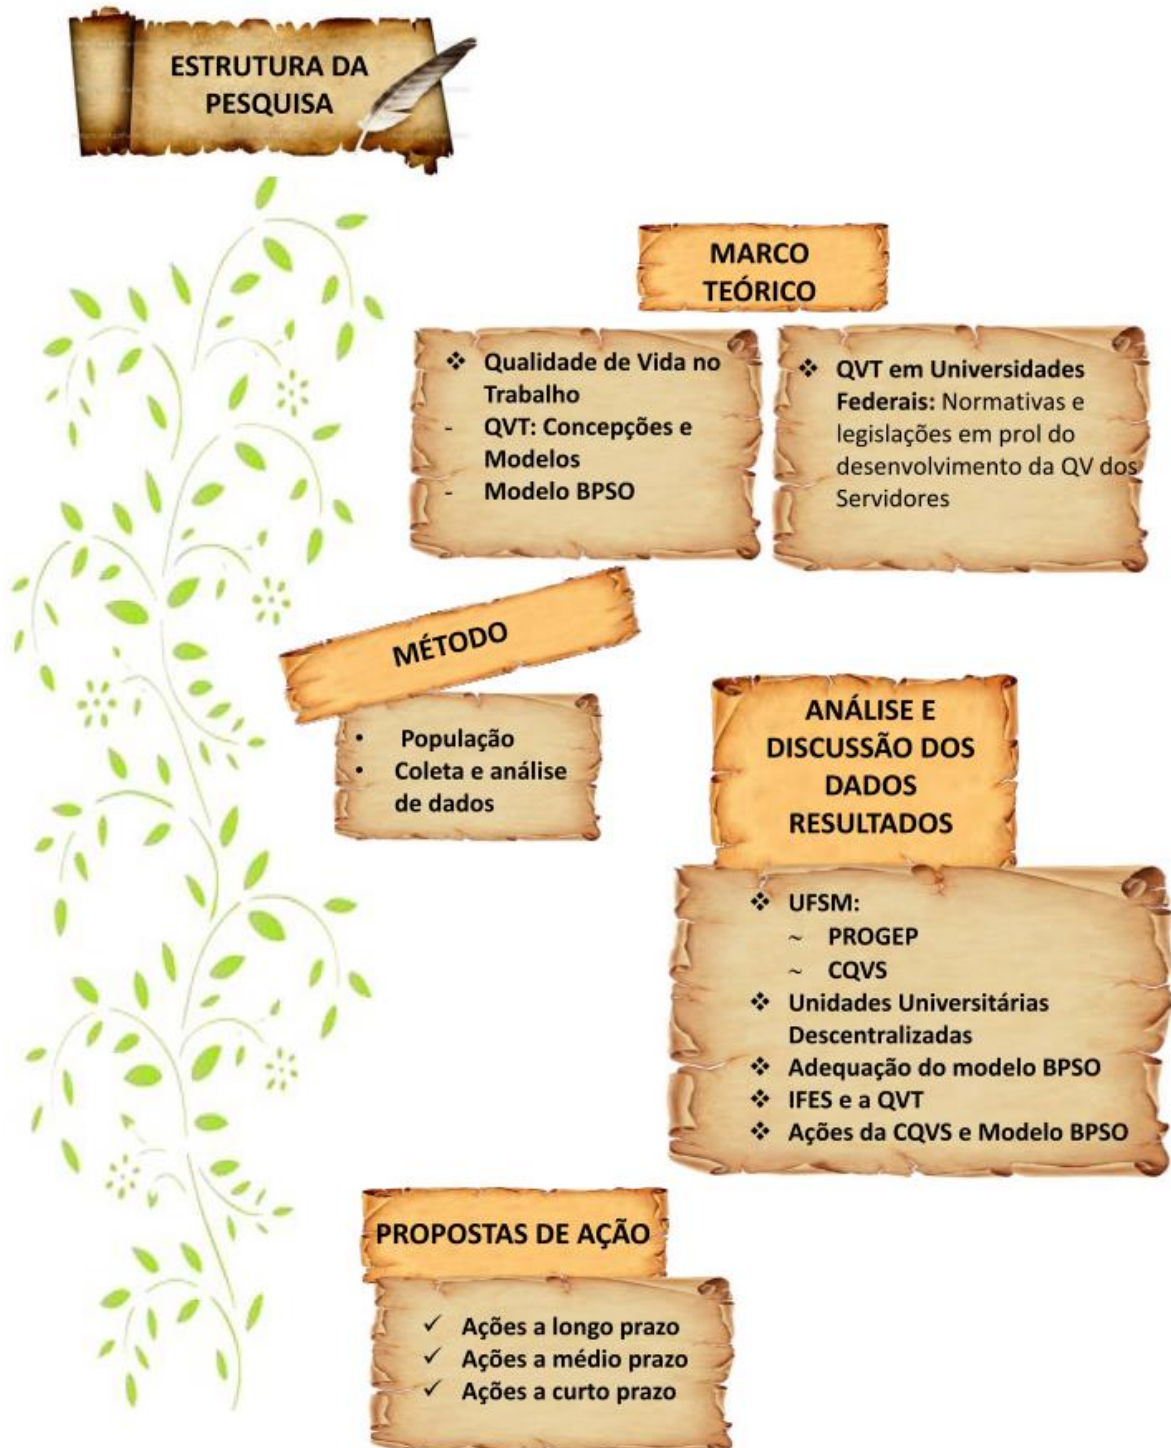 ESTRUTURA DA
PESQUISA
MARCO
TEÓRICO
❖ Qualidade de Vida no
Trabalho
- QVT: Concepções e
Modelos
- Modelo BPSO
❖ QVT em Universidades
Federais: Normativas e
legislações em prol do
desenvolvimento da QV dos
Servidores
MÉTODO
• População
• Coleta e análise
de dados
ANÁLISE E
DISCUSSÃO DOS
DADOS
RESULTADOS
❖ UFSM:
~ PROGEP
~ CQVS
❖ Unidades Universitárias
Descentralizadas
❖ Adequação do modelo BPSO
❖ IFES e a QVT
❖ Ações da CQVS e Modelo BPSO
PROPOSTAS DE AÇÃO
✓ Ações a longo prazo
✓ Ações a médio prazo
✓ Ações a curto prazo